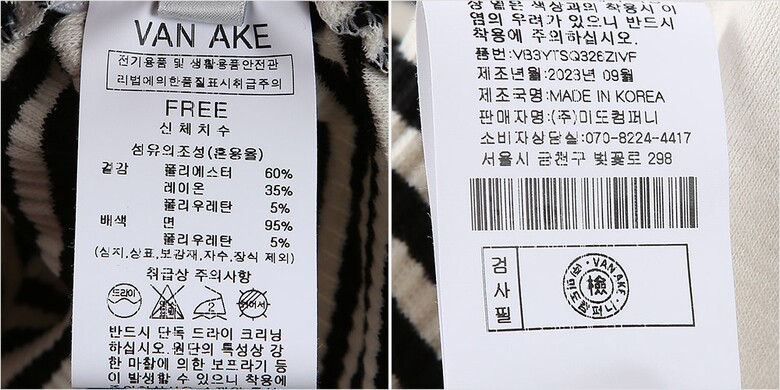 VAN AKE
전기용품 및 생활용품안전관
리법에의한품질표시취급주의
FREE
신체치수
섬유의조성(혼용율)
겉감 폴리에스터 60%
레이온 35%
폴리우레탄 5%
배색 면 95%
폴리우레탄 5%
(심지,상표,보감재,자수,장식 제외)
취급상 주의사항
드라이
반드시 단독 드라이 크리닝
하십시오.원단의 특성상 강
한 마찰에 의한 보프라기 등
이 발생할 수 있으니 착용에
염의 우려가 있으니 반드시
착용에 주의하십시오.
품번:VB3YTSQ326ZIVF
제조년월:2023년 09월
제조국명:MADE IN KOREA
판매자명:(주)미또컴퍼니
소비자상담실:070-8224-4417
서울시 금천구 벚꽃로 298
검사필
VAN AKE
(주)미또컴퍼니
檢